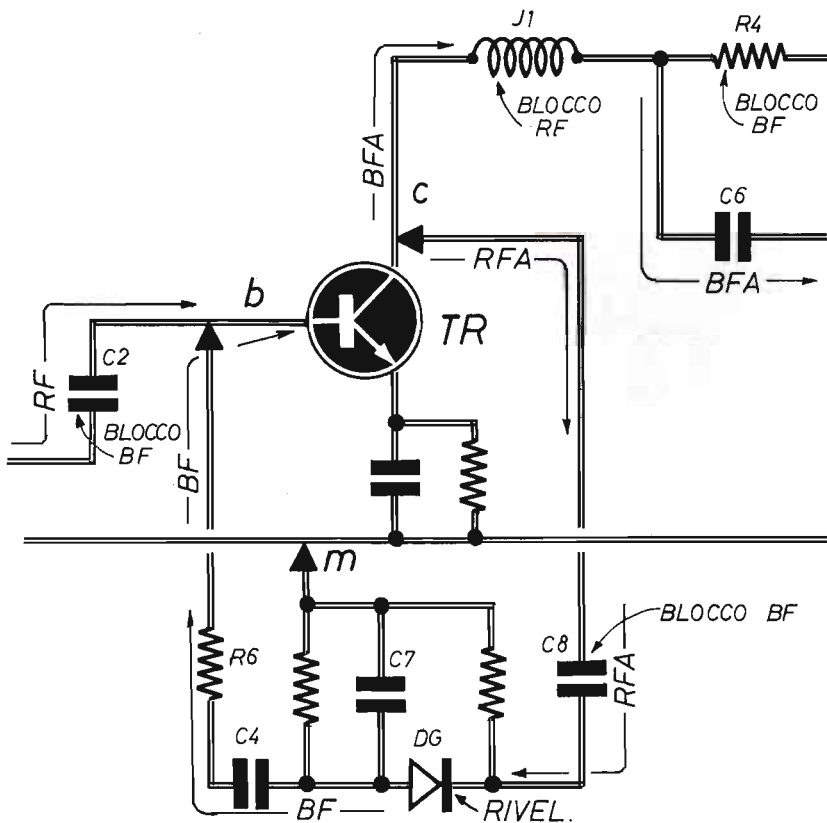 J1
R4
BLOCCO
RF
BLOCCO
BF
BFA
c
C6
RFA
BFA
b
TR
RF
C2
BLOCCO
BF
BF
m
BLOCCO BF
R6
C7
C8
RFA
C4
DG
BF
RIVEL.